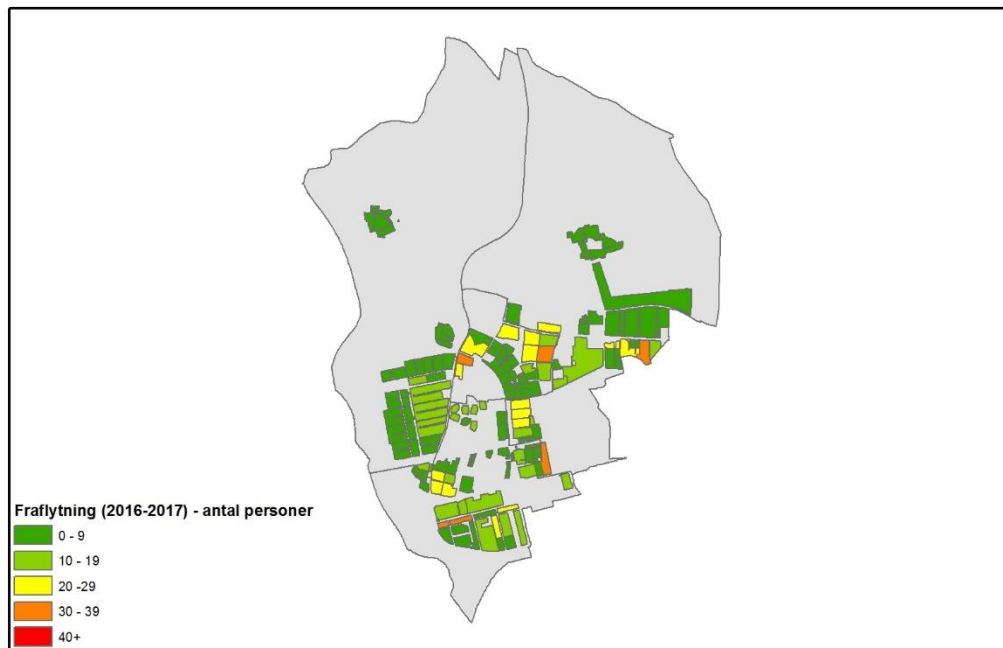 Fraflytning (2016-2017) - antal personer
0 - 9
10 - 19
20 -29
30 - 39
40+